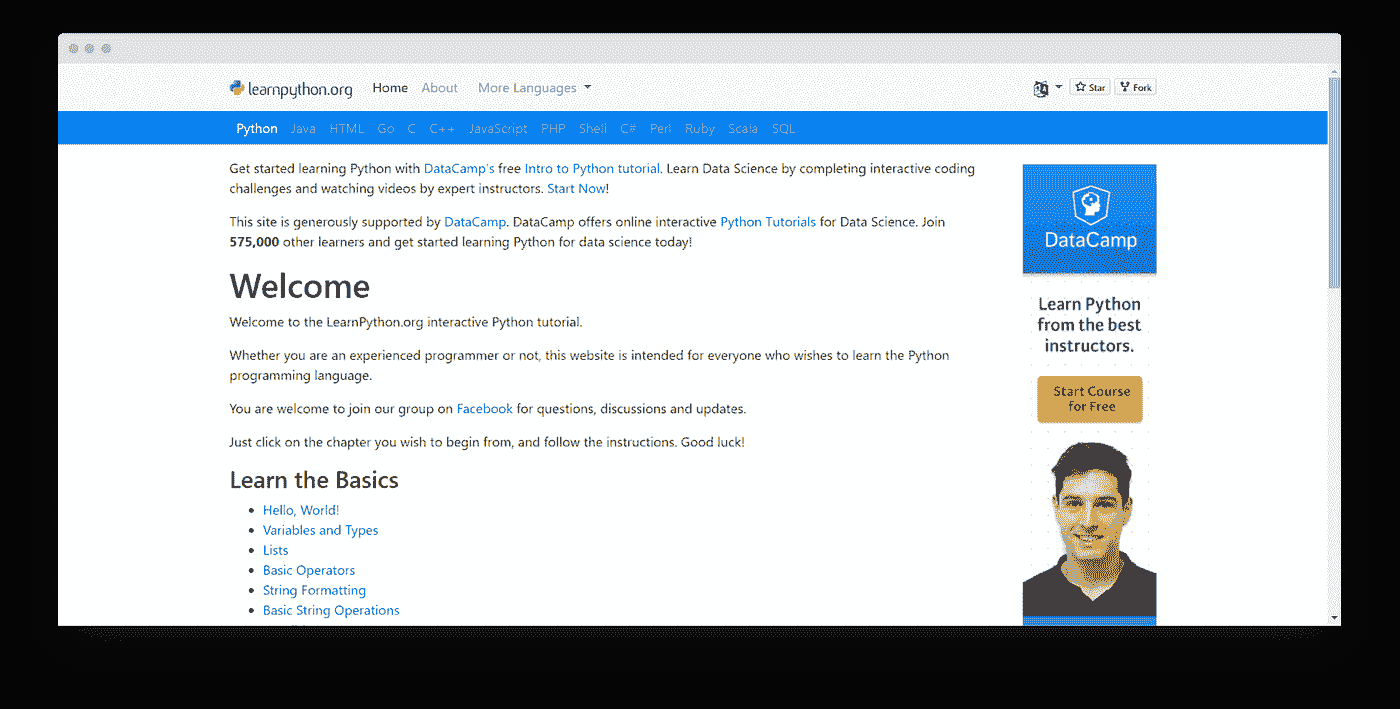 learnpython.org Home About More Languages Star Fork
Python Java HTML Go C C++ JavaScript PHP Shell C# Perl Ruby Scala SQL
Get started learning Python with DataCamp's free Intro to Python tutorial. Learn Data Science by completing interactive coding
challenges and watching videos by expert instructors. Start Now!
This site is generously supported by DataCamp. DataCamp offers online interactive Python Tutorials for Data Science. Join
575,000 other learners and get started learning Python for data science today!
Welcome
Welcome to the LearnPython.org interactive Python tutorial.
Whether you are an experienced programmer or not, this website is intended for everyone who wishes to learn the Python
programming language.
You are welcome to join our group on Facebook for questions, discussions and updates.
Just click on the chapter you wish to begin from, and follow the instructions. Good luck!
Learn the Basics
Hello, World!
Variables and Types
Lists
Basic Operators
String Formatting
Basic String Operations
DataCamp
Learn Python
from the best
instructors.
Start Course
for Free